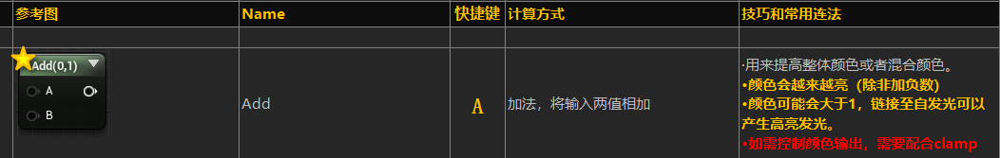 参考图 Name 快捷键 计算方式 技巧和常用连法
Add(0,1)
A
B
Add
A
加法，将输入两值相加
·用来提高整体颜色或者混合颜色。
•颜色会越来越亮（除非加负数）
•颜色可能会大于1，链接至自发光可以
产生高亮发光。
•如需控制颜色输出，需要配合clamp